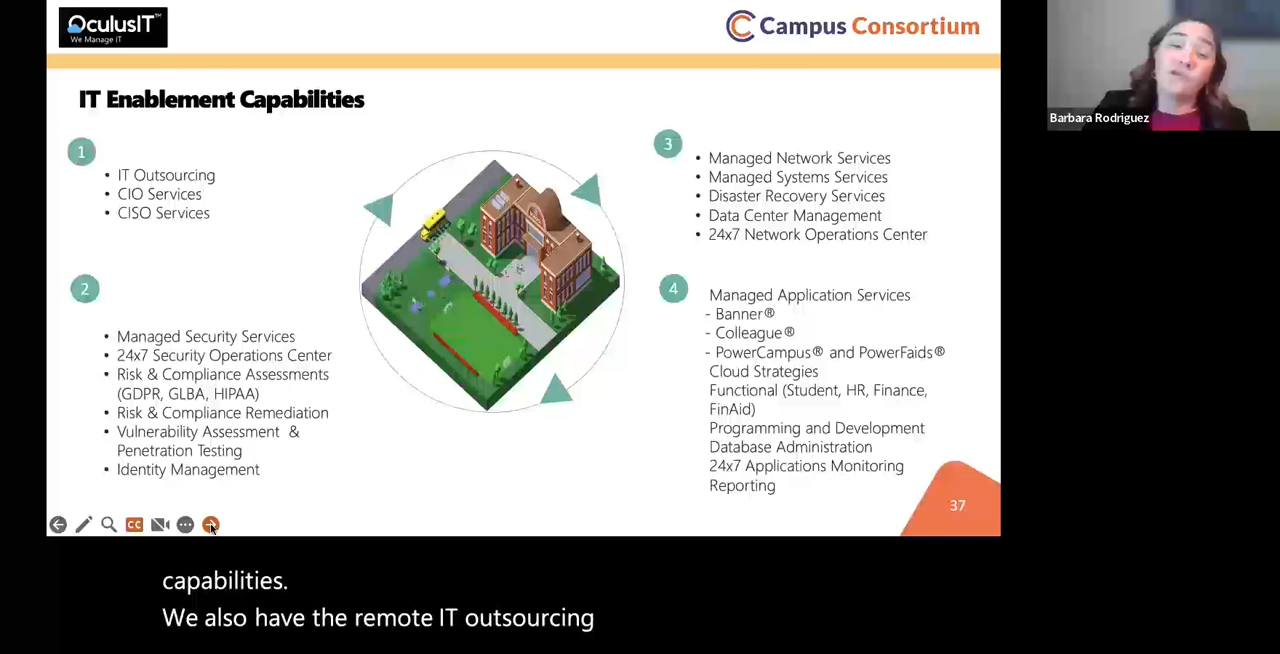 OculusIT™
We Manage IT
Campus Consortium
Barbara Rodriguez
IT Enablement Capabilities
1
• IT Outsourcing
• CIO Services
• CISO Services
2
• Managed Security Services
• 24x7 Security Operations Center
• Risk & Compliance Assessments
(GDPR, GLBA, HIPAA)
• Risk & Compliance Remediation
• Vulnerability Assessment &
Penetration Testing
• Identity Management
3
• Managed Network Services
• Managed Systems Services
• Disaster Recovery Services
• Data Center Management
• 24x7 Network Operations Center
4
Managed Application Services
- Banner®
- Colleague®
- PowerCampus® and PowerFaids®
Cloud Strategies
Functional (Student, HR, Finance,
FinAid)
Programming and Development
Database Administration
24x7 Applications Monitoring
Reporting
37
CC
capabilities.
We also have the remote IT outsourcing